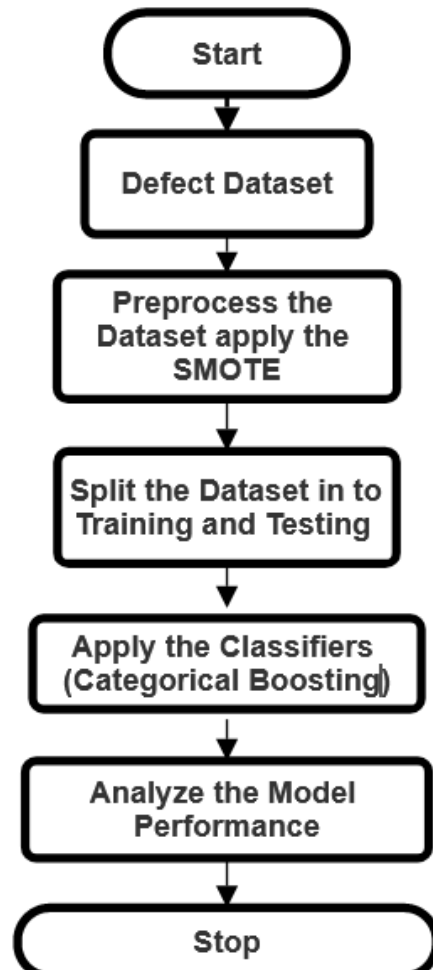 Start
Defect Dataset
Preprocess the
Dataset apply the
SMOTE
Split the Dataset in to
Training and Testing
Apply the Classifiers
(Categorical Boosting)
Analyze the Model
Performance
Stop